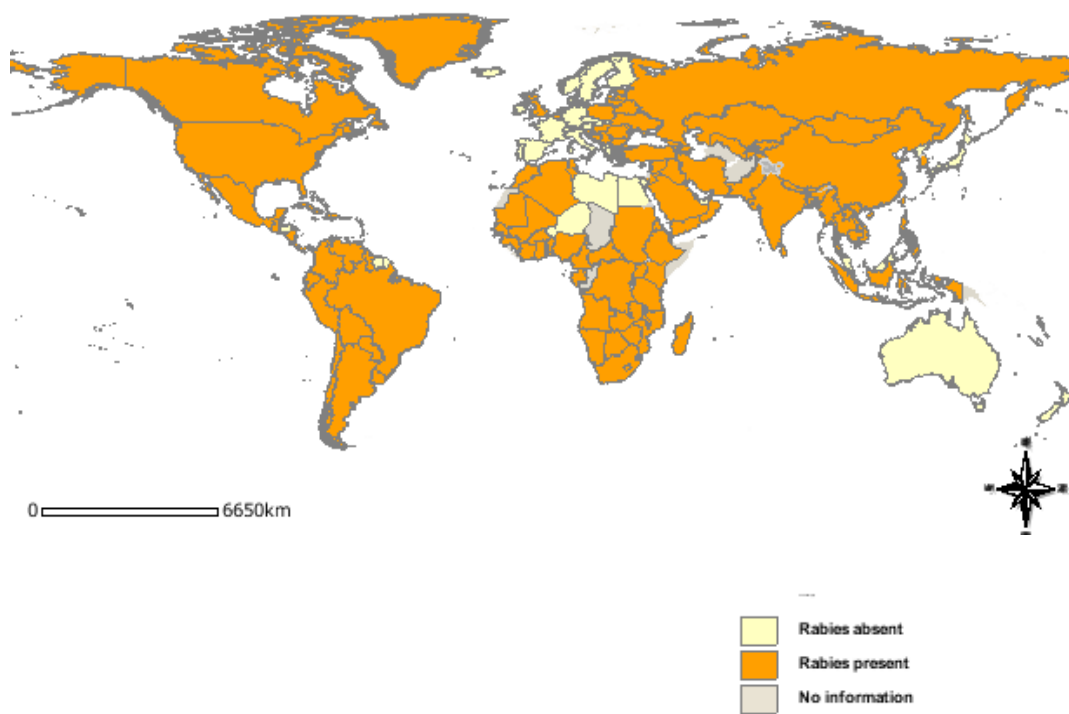 0 6650km
Rabies absent
Rabies present
No information